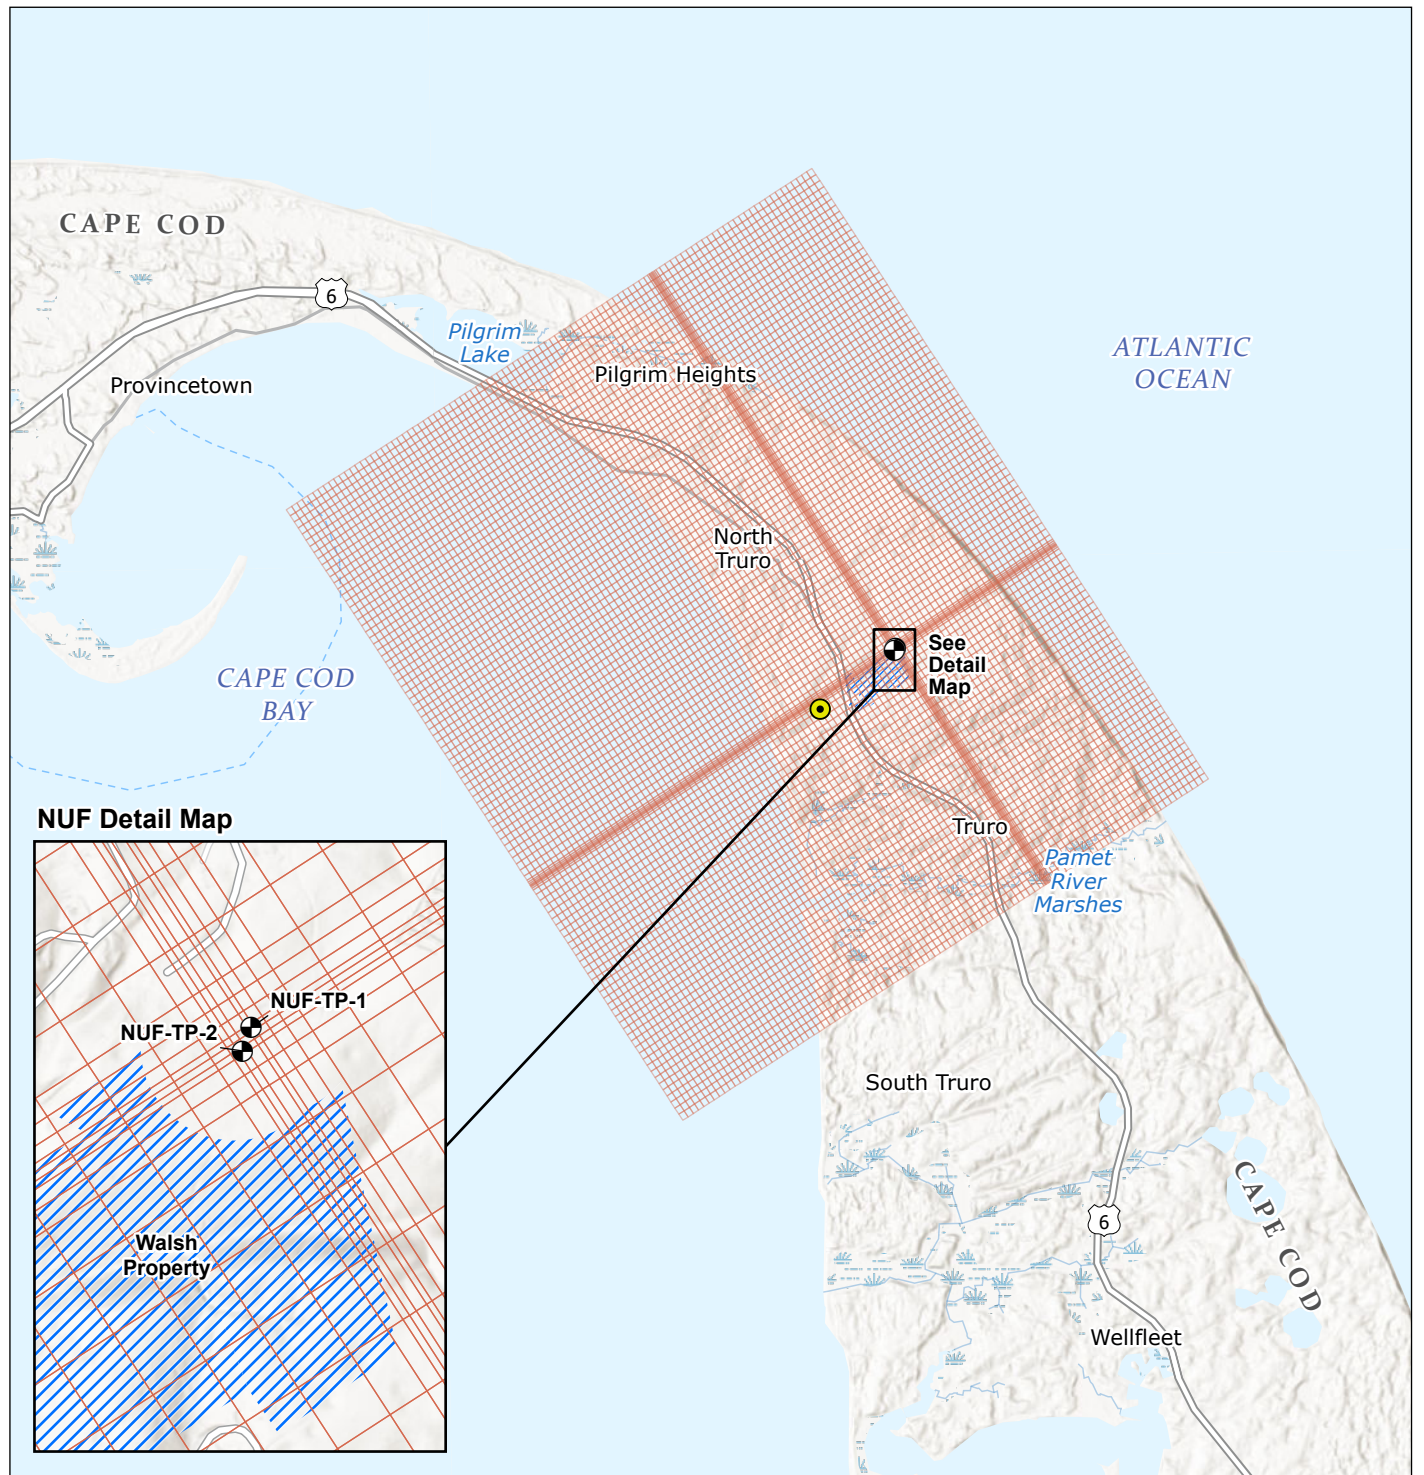 CAPE COD
6
Pilgrim
Lake
Provincetown
Pilgrim Heights
ATLANTIC
OCEAN
North
Truro
See
Detail
Map
CAPE COD
BAY
NUF Detail Map
Truro
Pamet
River
Marshes
NUF-TP-1
NUF-TP-2
Walsh
Property
South Truro
6
CAPE COD
Wellfleet